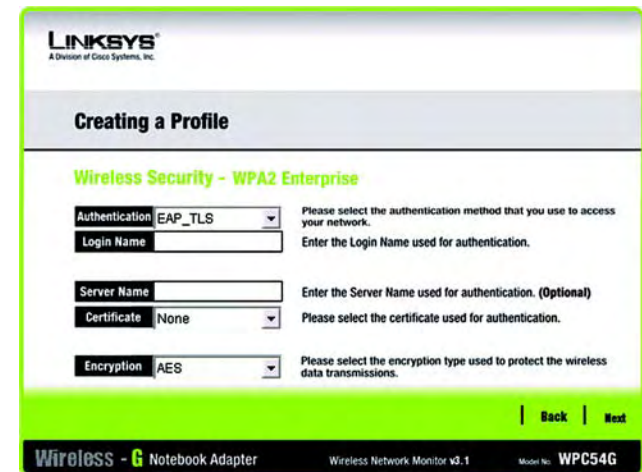 LINKSYS®
A Division of Cisco Systems, Inc.
Creating a Profile
Wireless Security - WPA2 Enterprise
Authentication EAP_TLS Please select the authentication method that you use to access
your network.
Login Name Enter the Login Name used for authentication.
Server Name Enter the Server Name used for authentication. (Optional)
Certificate None Please select the certificate used for authentication.
Encryption AES Please select the encryption type used to protect the wireless
data transmissions.
Back Next
Wireless - G Notebook Adapter Wireless Network Monitor v3.1 Model No. WPC54G